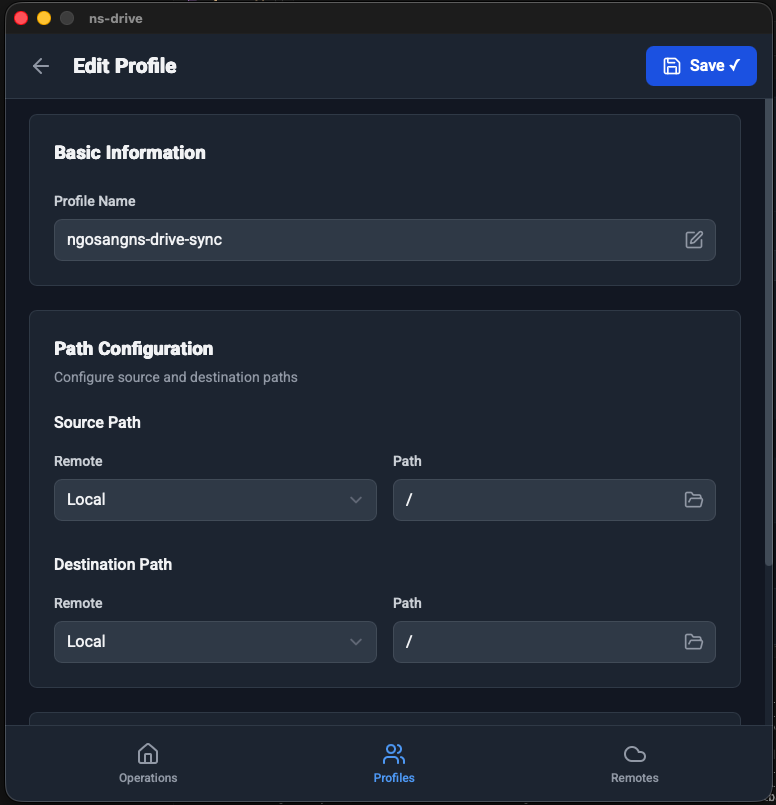 ns-drive
Edit Profile
Save ✓
Basic Information
Profile Name
ngosangns-drive-sync
Path Configuration
Configure source and destination paths
Source Path
Remote Path
Local /
Destination Path
Remote Path
Local /
Operations Profiles Remotes